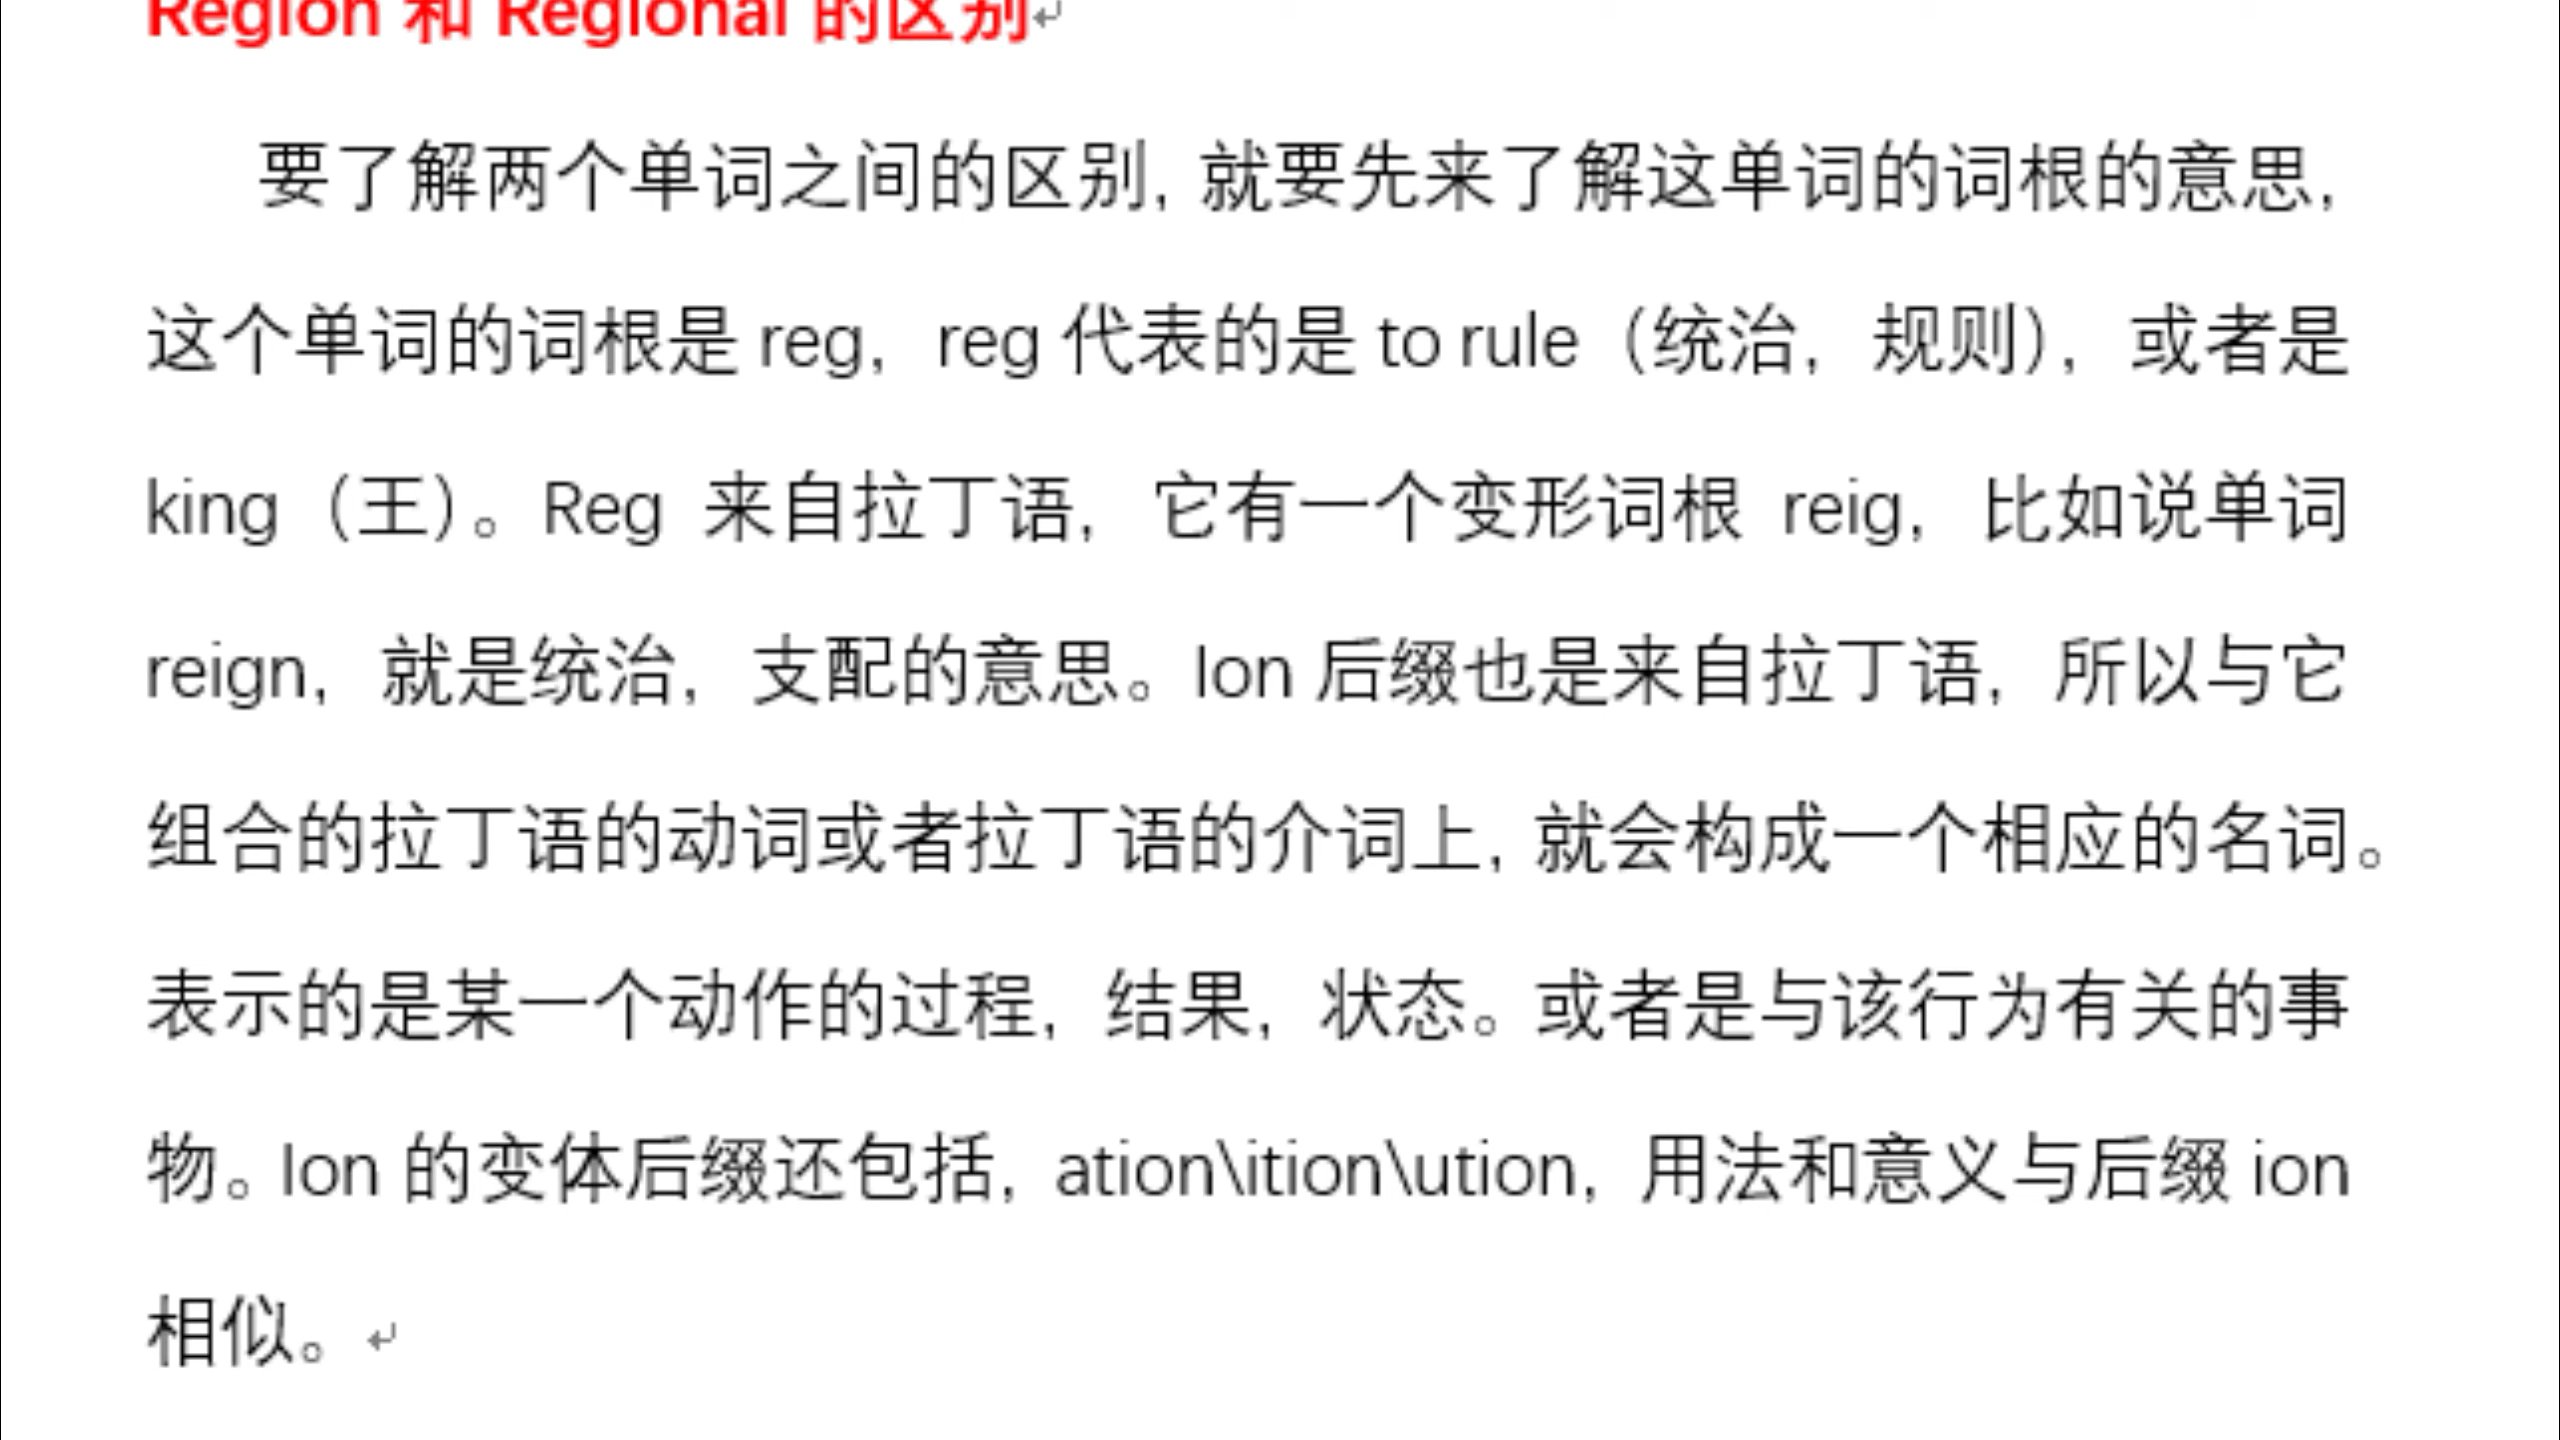 Region 和 Regional 的区别
要了解两个单词之间的区别，就要先来了解这单词的词根的意思，
这个单词的词根是 reg，reg 代表的是 to rule（统治，规则），或者是
king（王）。Reg 来自拉丁语，它有一个变形词根 reig，比如说单词
reign，就是统治，支配的意思。Ion 后缀也是来自拉丁语，所以与它
组合的拉丁语的动词或者拉丁语的介词上，就会构成一个相应的名词。
表示的是某一个动作的过程，结果，状态。或者是与该行为有关的事
物。Ion 的变体后缀还包括，ation\ition\ution，用法和意义与后缀 ion
相似。